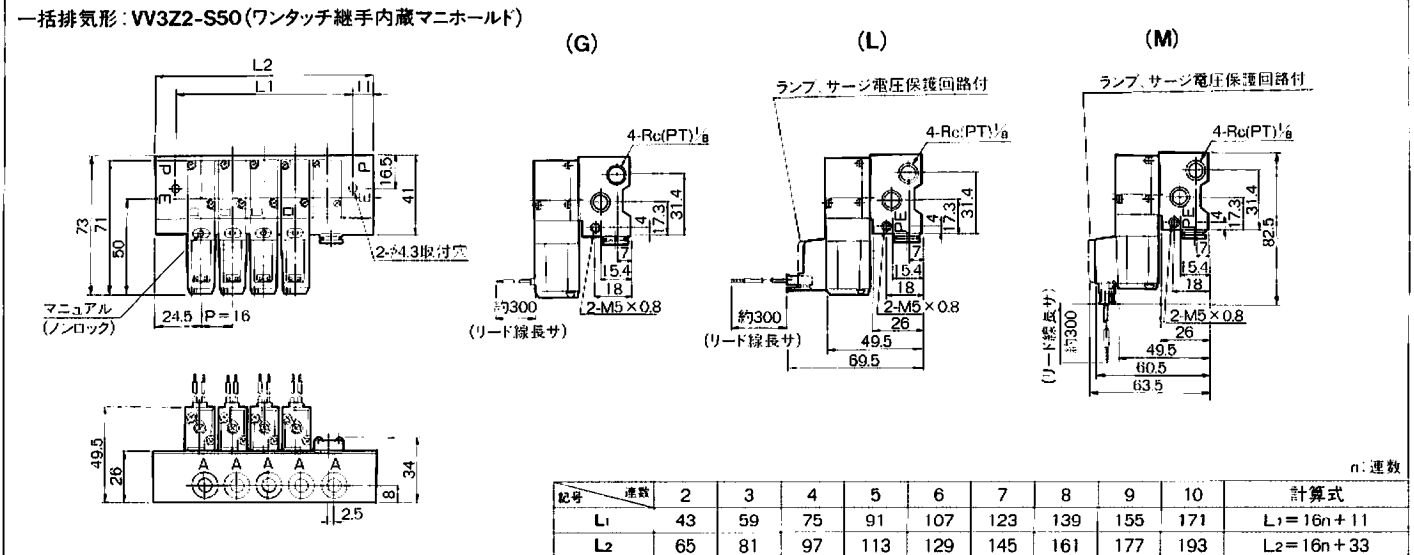 一括排気形：VV3Z2-S50(ワンタッチ継手内蔵マニホールド)
(G)
(L)
(M)
L2
L1
11
P
E
P
E
16.5
41
73
71
50
2-φ4.3取付穴
マニュアル
(ノンロック)
24.5
P=16
4-Rc(PT)1/8
31.4
17.3
4
7
15.4
18
2-M5×0.8
約300
(リード線長サ)
ランプ、サージ電圧保護回路付
4-Rc(PT)1/8
PE
31.4
17.3
4
7
15.4
18
2-M5×0.8
26
49.5
69.5
約300
(リード線長サ)
ランプ、サージ電圧保護回路付
4-Rc(PT)1/8
PE
31.4
17.3
4
82.5
7
15.4
18
2-M5×0.8
26
49.5
60.5
63.5
約300
(リード線長サ)
49.5
26
A A A A A
34
8
2.5
n：連数
記号 連数 2 3 4 5 6 7 8 9 10 計算式
L1 43 59 75 91 107 123 139 155 171 L1=16n+11
L2 65 81 97 113 129 145 161 177 193 L2=16n+33